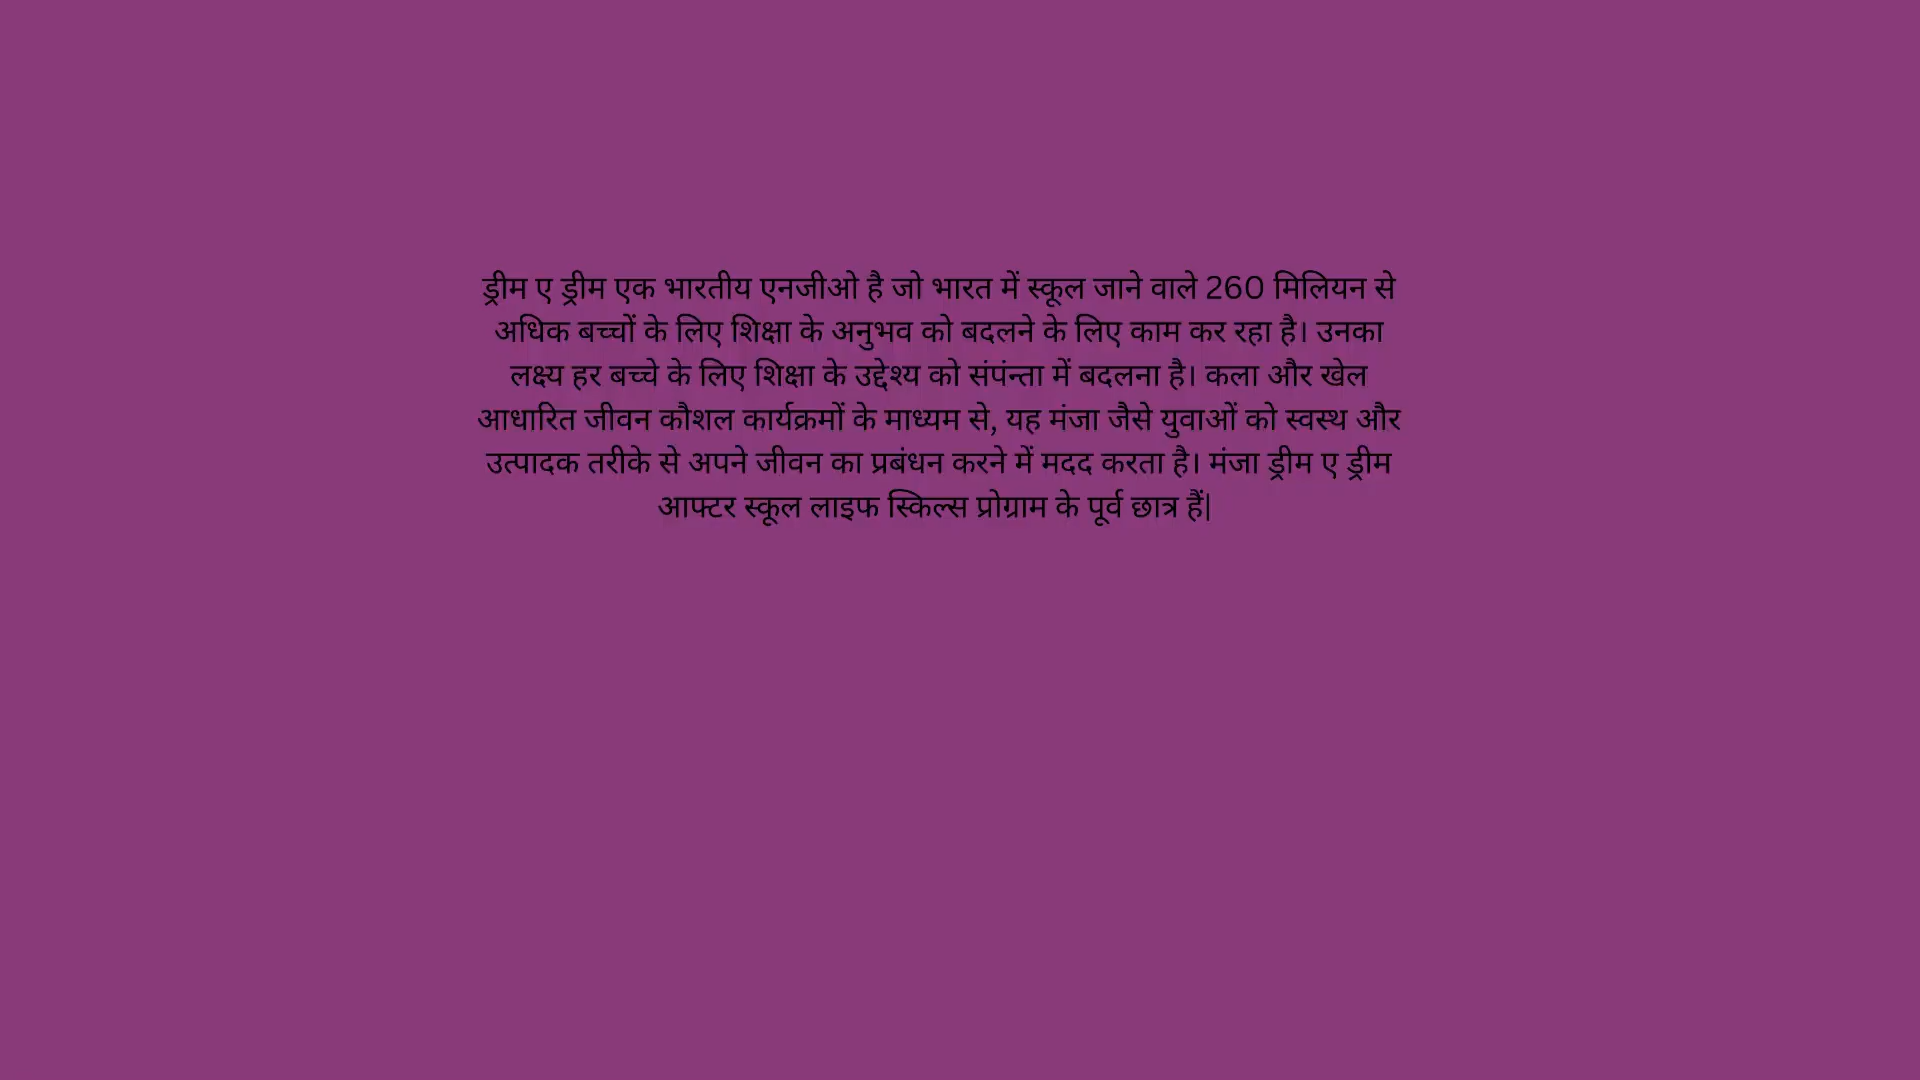 ड्रीम ए ड्रीम एक भारतीय एनजीओ है जो भारत में स्कूल जाने वाले 260 मिलियन से
अधिक बच्चों के लिए शिक्षा के अनुभव को बदलने के लिए काम कर रहा है। उनका
लक्ष्य हर बच्चे के लिए शिक्षा के उद्देश्य को संपंन्ता में बदलना है। कला और खेल
आधारित जीवन कौशल कार्यक्रमों के माध्यम से, यह मंजा जैसे युवाओं को स्वस्थ और
उत्पादक तरीके से अपने जीवन का प्रबंधन करने में मदद करता है। मंजा ड्रीम ए ड्रीम
आफ्टर स्कूल लाइफ स्किल्स प्रोग्राम के पूर्व छात्र हैं|